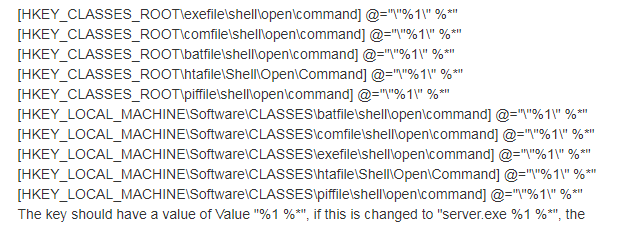 [HKEY_CLASSES_ROOT\exefile\shell\open\command] @="\"%1\" %*"
[HKEY_CLASSES_ROOT\comfile\shell\open\command] @="\"%1\" %*"
[HKEY_CLASSES_ROOT\batfile\shell\open\command] @="\"%1\" %*"
[HKEY_CLASSES_ROOT\htafile\Shell\Open\Command] @="\"%1\" %*"
[HKEY_CLASSES_ROOT\piffile\shell\open\command] @="\"%1\" %*"
[HKEY_LOCAL_MACHINE\Software\CLASSES\batfile\shell\open\command] @="\"%1\" %*"
[HKEY_LOCAL_MACHINE\Software\CLASSES\comfile\shell\open\command] @="\"%1\" %*"
[HKEY_LOCAL_MACHINE\Software\CLASSES\exefile\shell\open\command] @="\"%1\" %*"
[HKEY_LOCAL_MACHINE\Software\CLASSES\htafile\Shell\Open\Command] @="\"%1\" %*"
[HKEY_LOCAL_MACHINE\Software\CLASSES\piffile\shell\open\command] @="\"%1\" %*"
The key should have a value of Value "%1 %*", if this is changed to "server.exe %1 %*", the